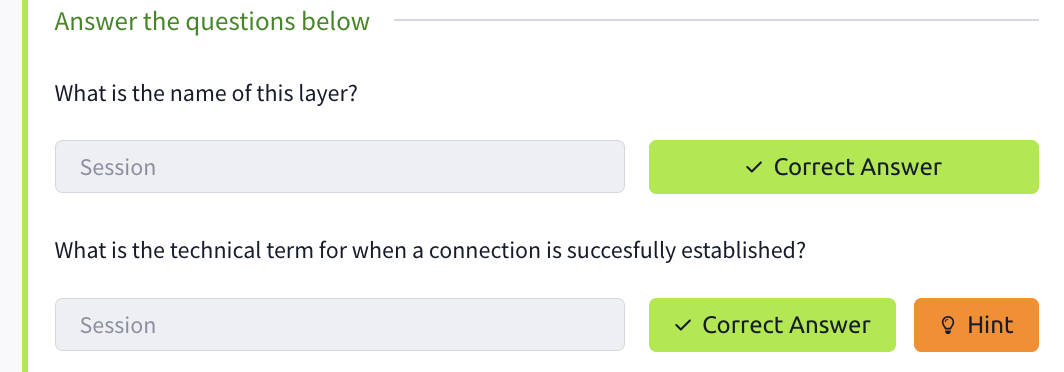 Answer the questions below
What is the name of this layer?
Session
✓ Correct Answer
What is the technical term for when a connection is succesfully established?
Session
✓ Correct Answer
Hint